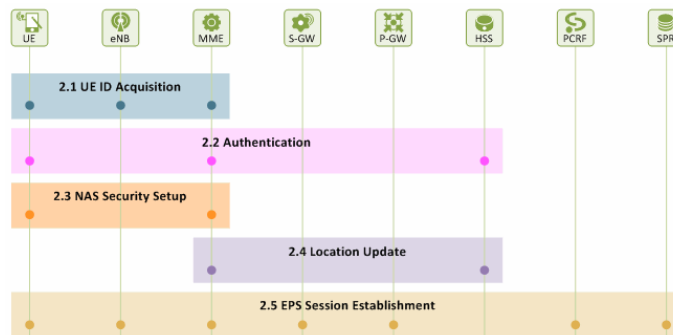 UE eNB MME S-GW P-GW HSS PCRF SPR
2.1 UE ID Acquisition
2.2 Authentication
2.3 NAS Security Setup
2.4 Location Update
2.5 EPS Session Establishment